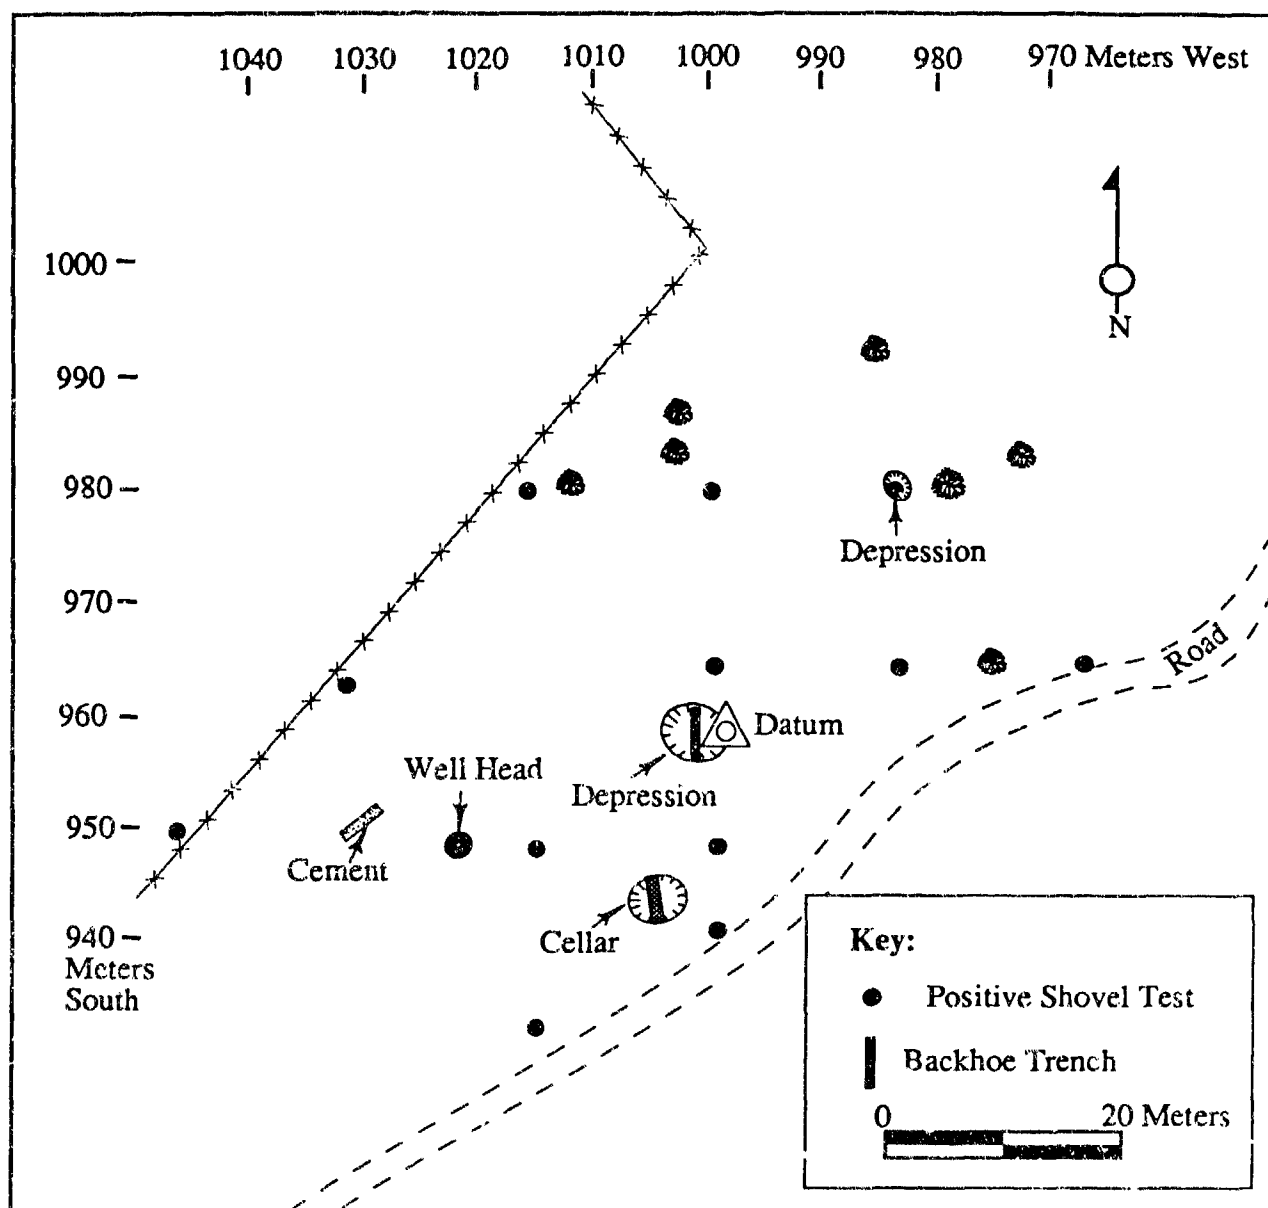 1040 1030 1020 1010 1000 990 980 970 Meters West
1000
N
990
980
Depression
970
Road
960
Datum
Well Head
Depression
950
Cement
Cellar
940
Meters
South
Key:
Positive Shovel Test
Backhoe Trench
0 20 Meters